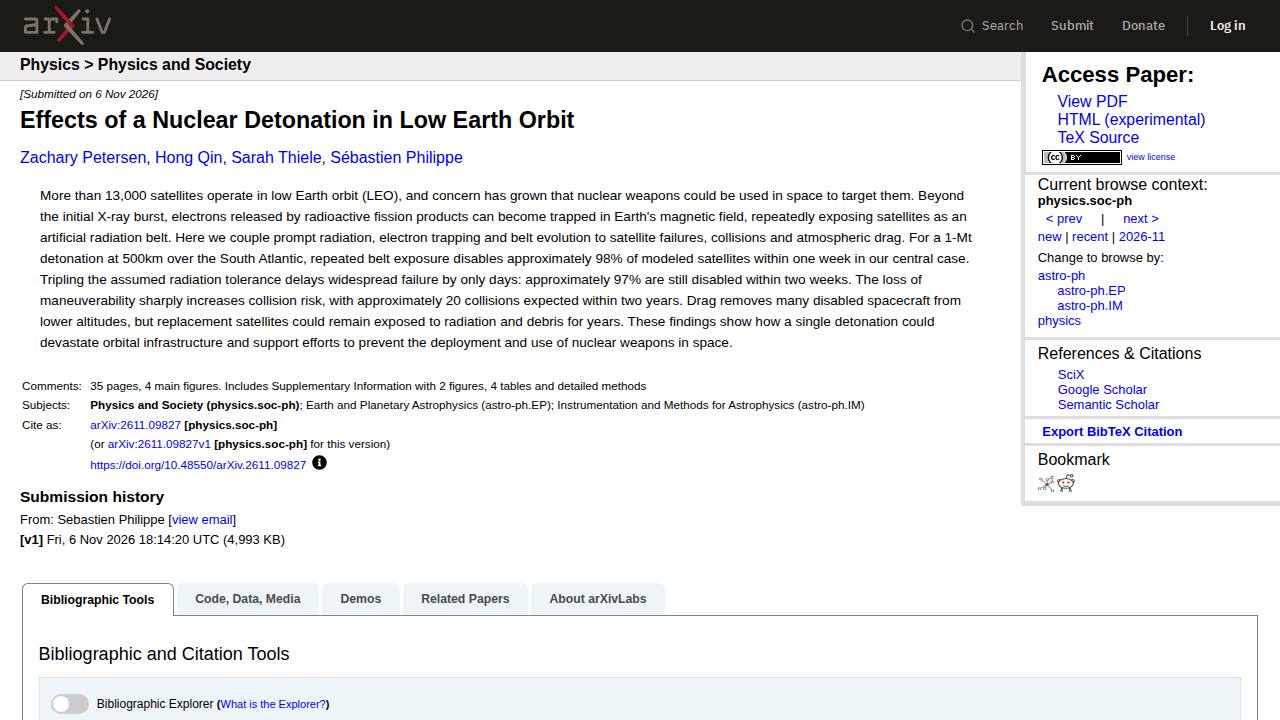 arXiv
Search Submit Donate Log in
Physics > Physics and Society
[Submitted on 6 Nov 2026]
Effects of a Nuclear Detonation in Low Earth Orbit
Zachary Petersen, Hong Qin, Sarah Thiele, Sébastien Philippe
More than 13,000 satellites operate in low Earth orbit (LEO), and concern has grown that nuclear weapons could be used in space to target them. Beyond
the initial X-ray burst, electrons released by radioactive fission products can become trapped in Earth's magnetic field, repeatedly exposing satellites as an
artificial radiation belt. Here we couple prompt radiation, electron trapping and belt evolution to satellite failures, collisions and atmospheric drag. For a 1-Mt
detonation at 500km over the South Atlantic, repeated belt exposure disables approximately 98% of modeled satellites within one week in our central case.
Tripling the assumed radiation tolerance delays widespread failure by only days: approximately 97% are still disabled within two weeks. The loss of
maneuverability sharply increases collision risk, with approximately 20 collisions expected within two years. Drag removes many disabled spacecraft from
lower altitudes, but replacement satellites could remain exposed to radiation and debris for years. These findings show how a single detonation could
devastate orbital infrastructure and support efforts to prevent the deployment and use of nuclear weapons in space.
Comments: 35 pages, 4 main figures. Includes Supplementary Information with 2 figures, 4 tables and detailed methods
Subjects: Physics and Society (physics.soc-ph); Earth and Planetary Astrophysics (astro-ph.EP); Instrumentation and Methods for Astrophysics (astro-ph.IM)
Cite as: arXiv:2611.09827 [physics.soc-ph]
(or arXiv:2611.09827v1 [physics.soc-ph] for this version)
https://doi.org/10.48550/arXiv.2611.09827
Submission history
From: Sebastien Philippe [view email]
[v1] Fri, 6 Nov 2026 18:14:20 UTC (4,993 KB)
Access Paper:
View PDF
HTML (experimental)
TeX Source
(cc) BY view license
Current browse context:
physics.soc-ph
< prev | next >
new | recent | 2026-11
Change to browse by:
astro-ph
astro-ph.EP
astro-ph.IM
physics
References & Citations
SciX
Google Scholar
Semantic Scholar
Export BibTeX Citation
Bookmark
Bibliographic Tools Code, Data, Media Demos Related Papers About arXivLabs
Bibliographic and Citation Tools
Bibliographic Explorer (What is the Explorer?)